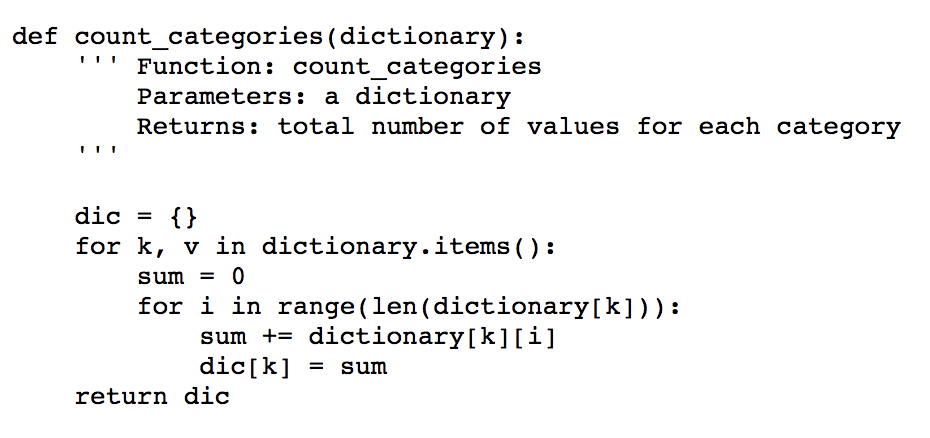 def count_categories(dictionary):
    ''' Function: count_categories
        Parameters: a dictionary
        Returns: total number of values for each category
    '''

    dic = {}
    for k, v in dictionary.items():
        sum = 0
        for i in range(len(dictionary[k])):
            sum += dictionary[k][i]
            dic[k] = sum
    return dic